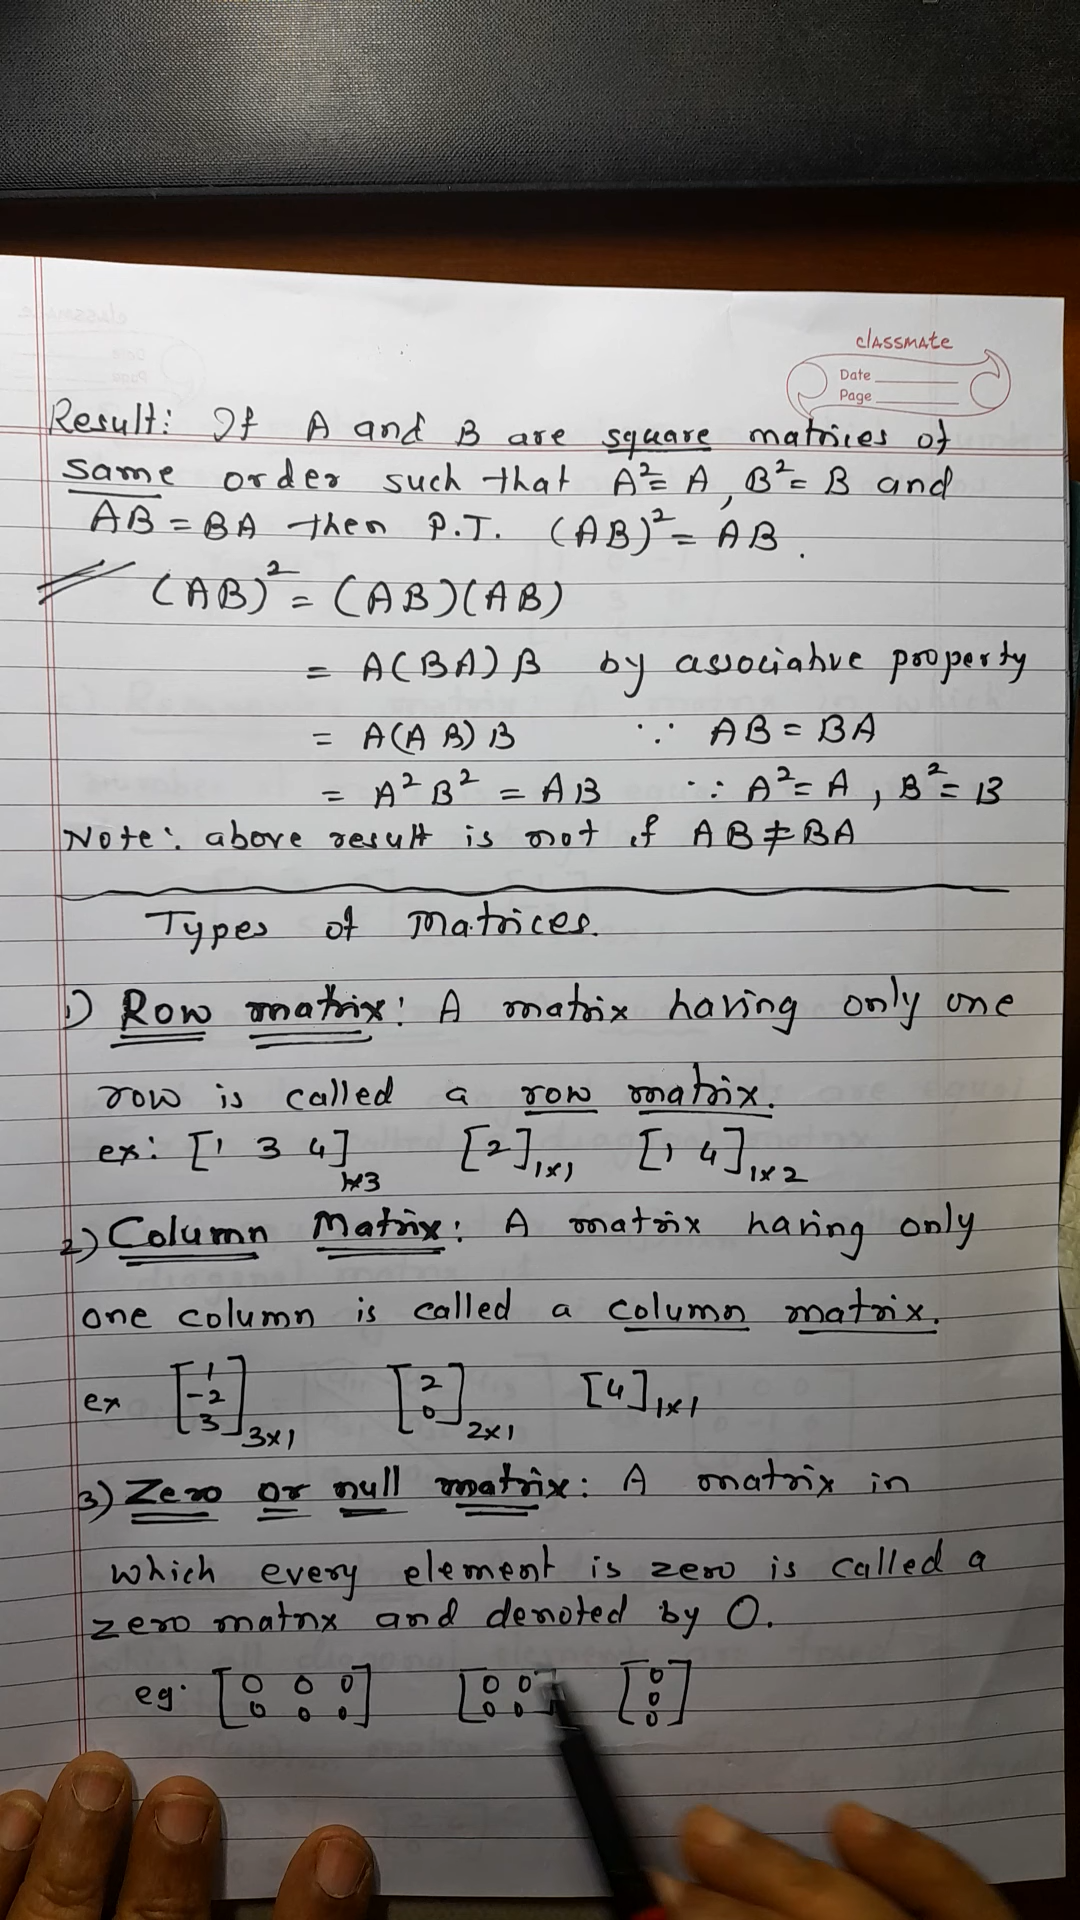 classmate
Date
Page
Result: If A and B are square matrices of
same order such that A²= A, B²= B and
AB = BA then P.T. (AB)²= AB.
(AB)² = (AB)(AB)
= A(BA)B by associative property
= A(AB)B ∵ AB = BA
= A²B² = AB ∵ A²= A, B²= B
Note: above result is not if AB≠BA
Types of Matrices.
1) Row matrix: A matrix having only one
row is called a row matrix.
ex: [1 3 4]1×3 [2]1×1 [1 4]1×2
2) Column Matrix: A matrix having only
one column is called a column matrix.
ex [1 -2 3]3×1 [2 0]2×1 [4]1×1
3) Zero or null matrix: A matrix in
which every element is zero is called a
zero matrix and denoted by O.
eg. [0 0 0
0 0 0] [0 0
0 0] [0
0
0]